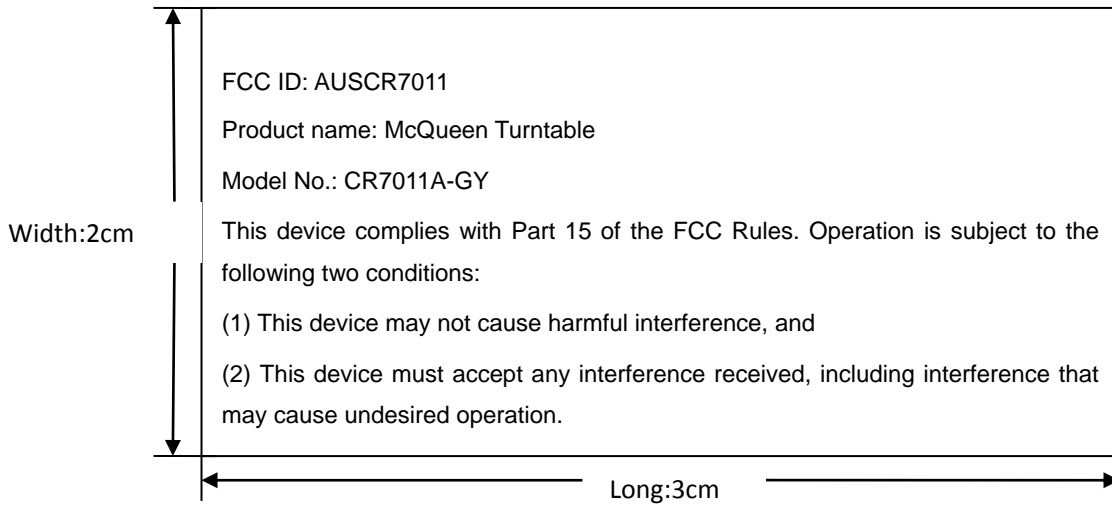 FCC ID: AUSCR7011
Product name: McQueen Turntable
Model No.: CR7011A-GY
Width:2cm
This device complies with Part 15 of the FCC Rules. Operation is subject to the
following two conditions:
(1) This device may not cause harmful interference, and
(2) This device must accept any interference received, including interference that
may cause undesired operation.
Long:3cm